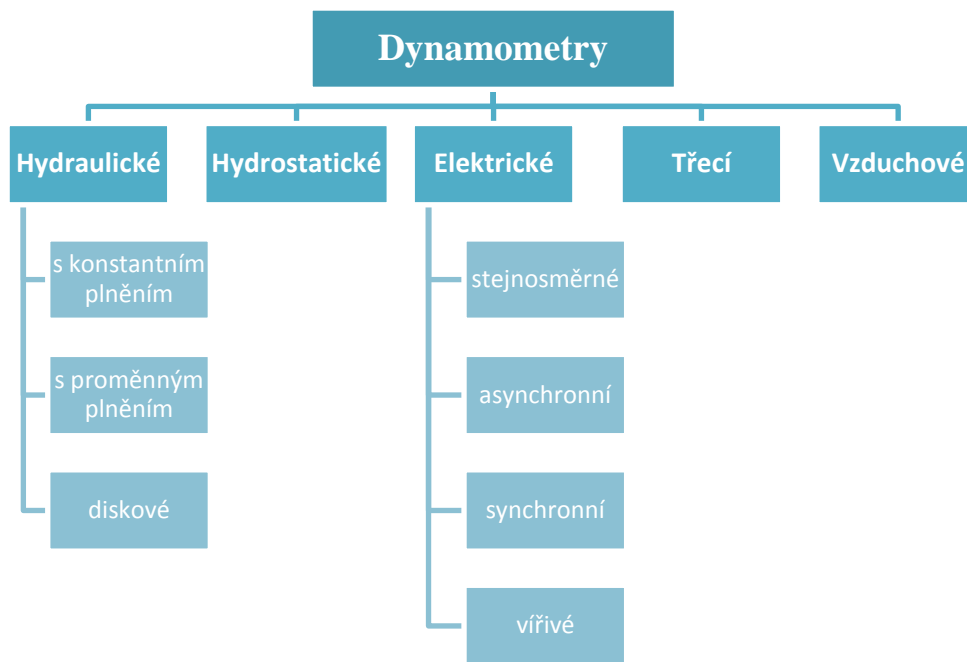 Dynamometry
Hydraulické
Hydrostatické
Elektrické
Třecí
Vzduchové
s konstantním
plněním
s proměnným
plněním
diskové
stejnosměrné
asynchronní
synchronní
vířivé